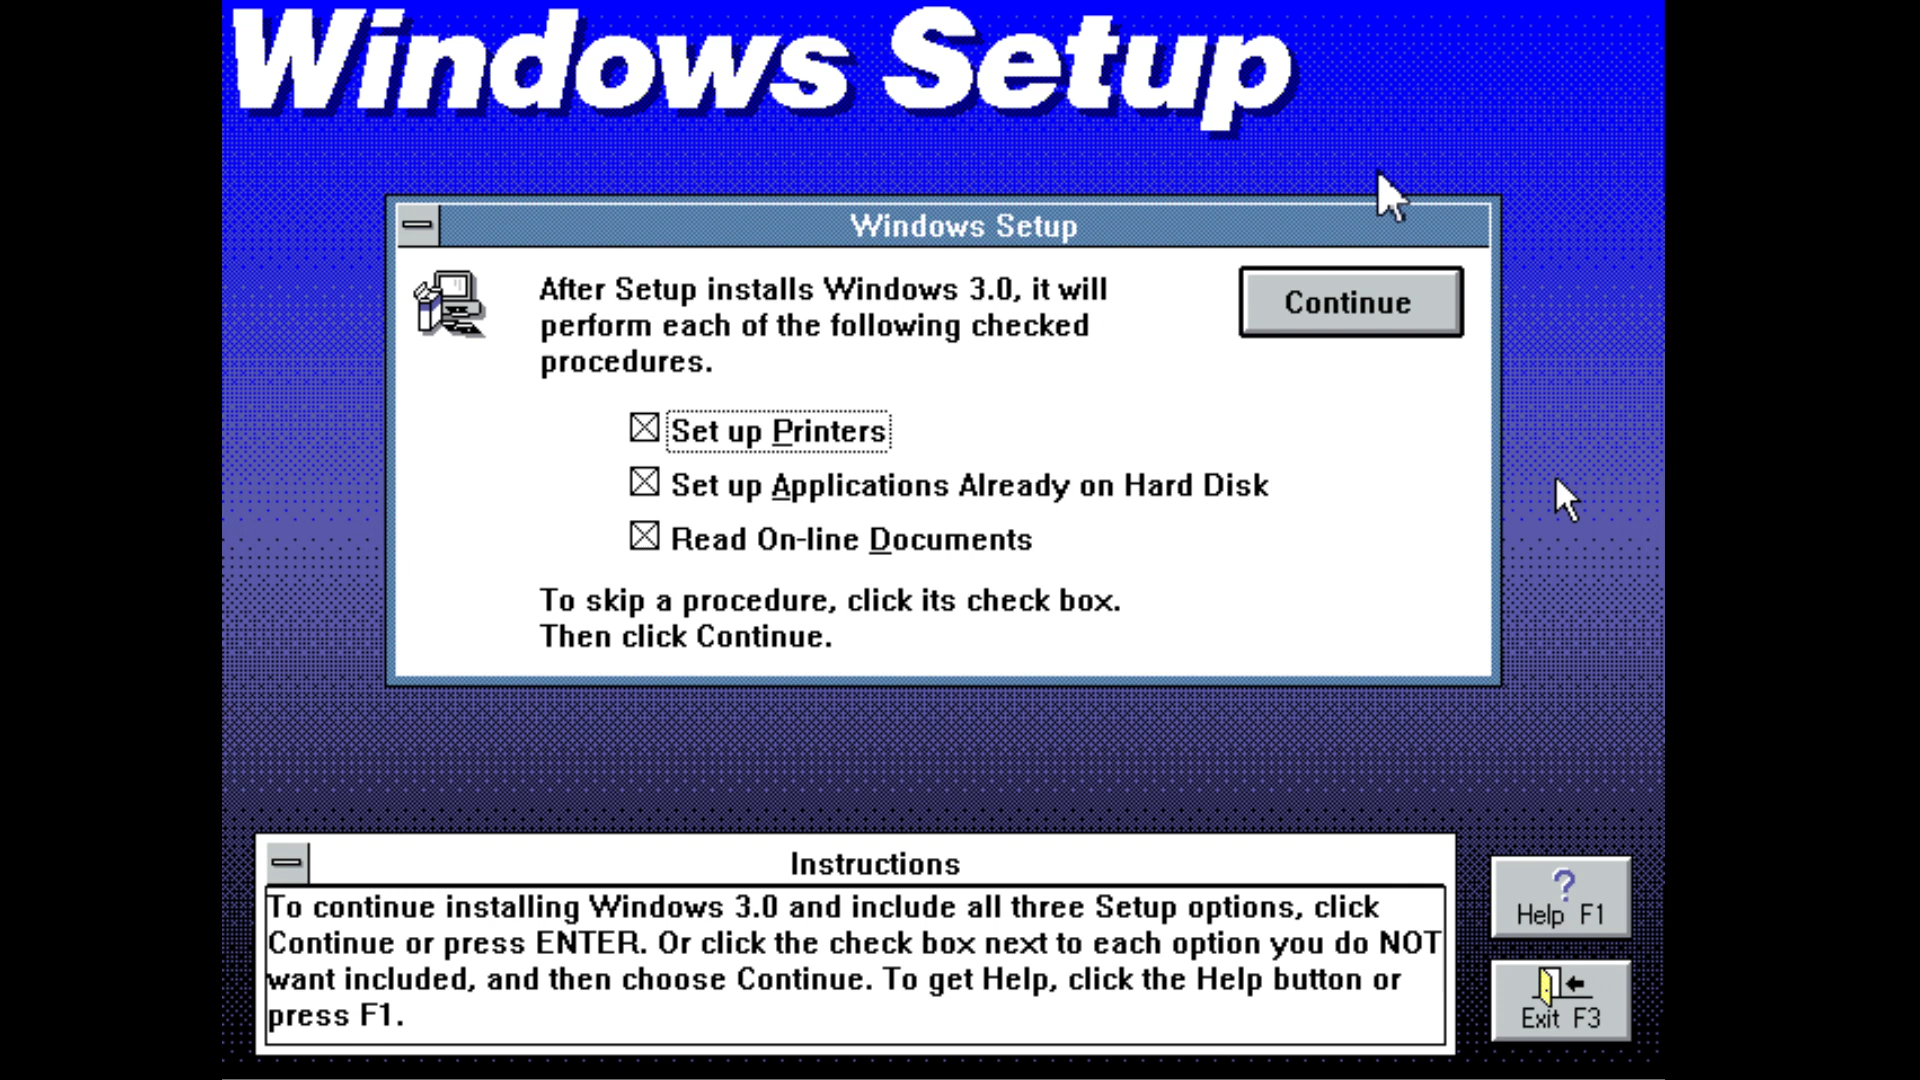 Windows Setup
Windows Setup
After Setup installs Windows 3.0, it will
perform each of the following checked
procedures.
Continue
Set up Printers
Set up Applications Already on Hard Disk
Read On-line Documents
To skip a procedure, click its check box.
Then click Continue.
Instructions
To continue installing Windows 3.0 and include all three Setup options, click
Continue or press ENTER. Or click the check box next to each option you do NOT
want included, and then choose Continue. To get Help, click the Help button or
press F1.
?
Help F1
Exit F3